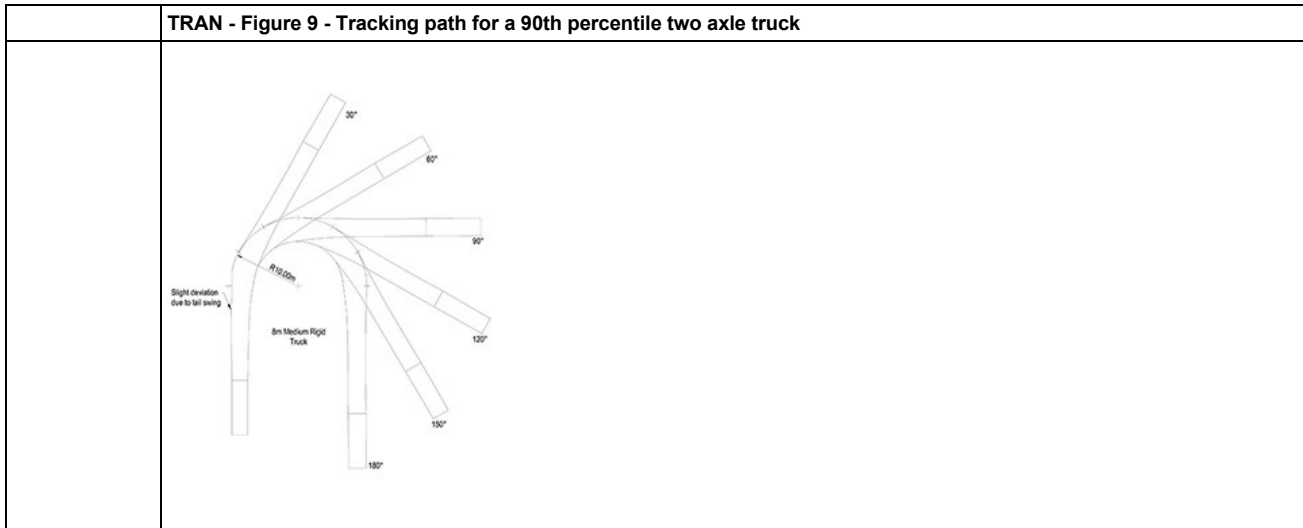 TRAN - Figure 9 - Tracking path for a 90th percentile two axle truck
30°
60°
90°
R10.00m
Slight deviation
due to tail swing
8m Medium Rigid
Truck
120°
150°
180°